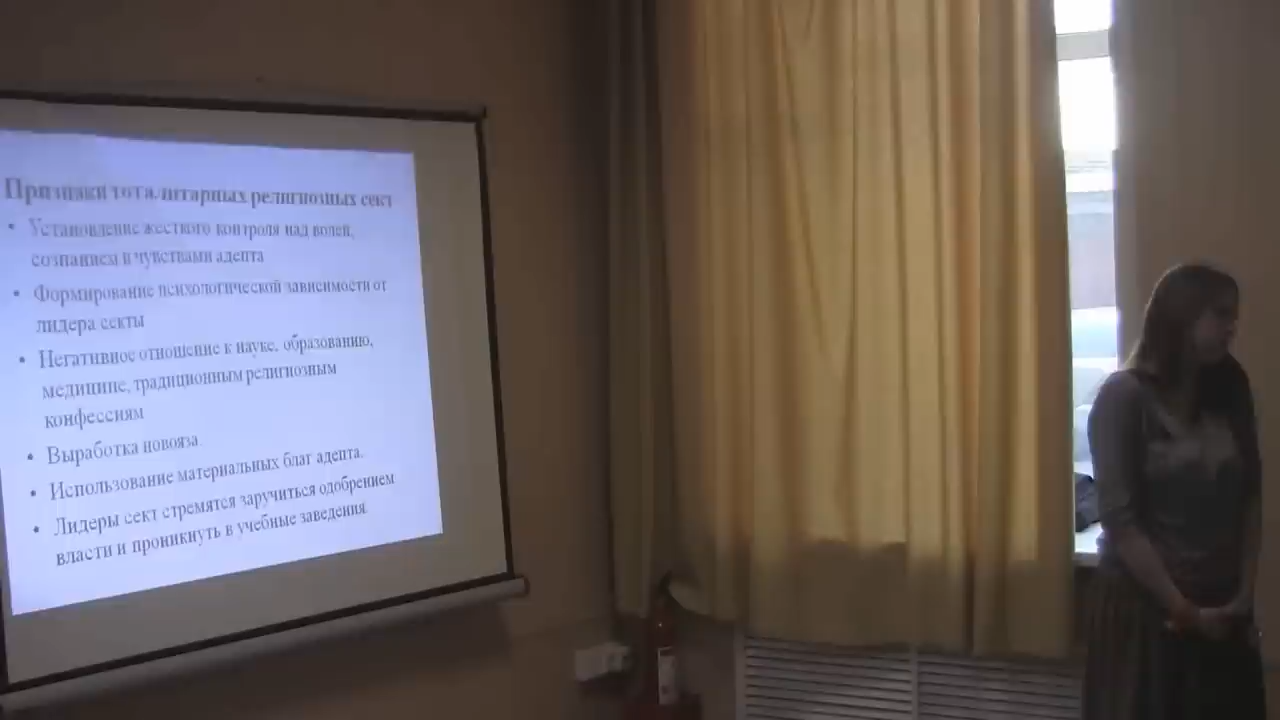 Признаки тоталитарных религиозных сект
• Установление жесткого контроля над волей,
сознанием и чувствами адепта
• Формирование психологической зависимости от
лидера секты
• Негативное отношение к науке, образованию,
медицине, традиционным религиозным
конфессиям
• Выработка новояза.
• Использование материальных благ адепта.
• Лидеры сект стремятся заручиться одобрением
власти и проникнуть в учебные заведения.